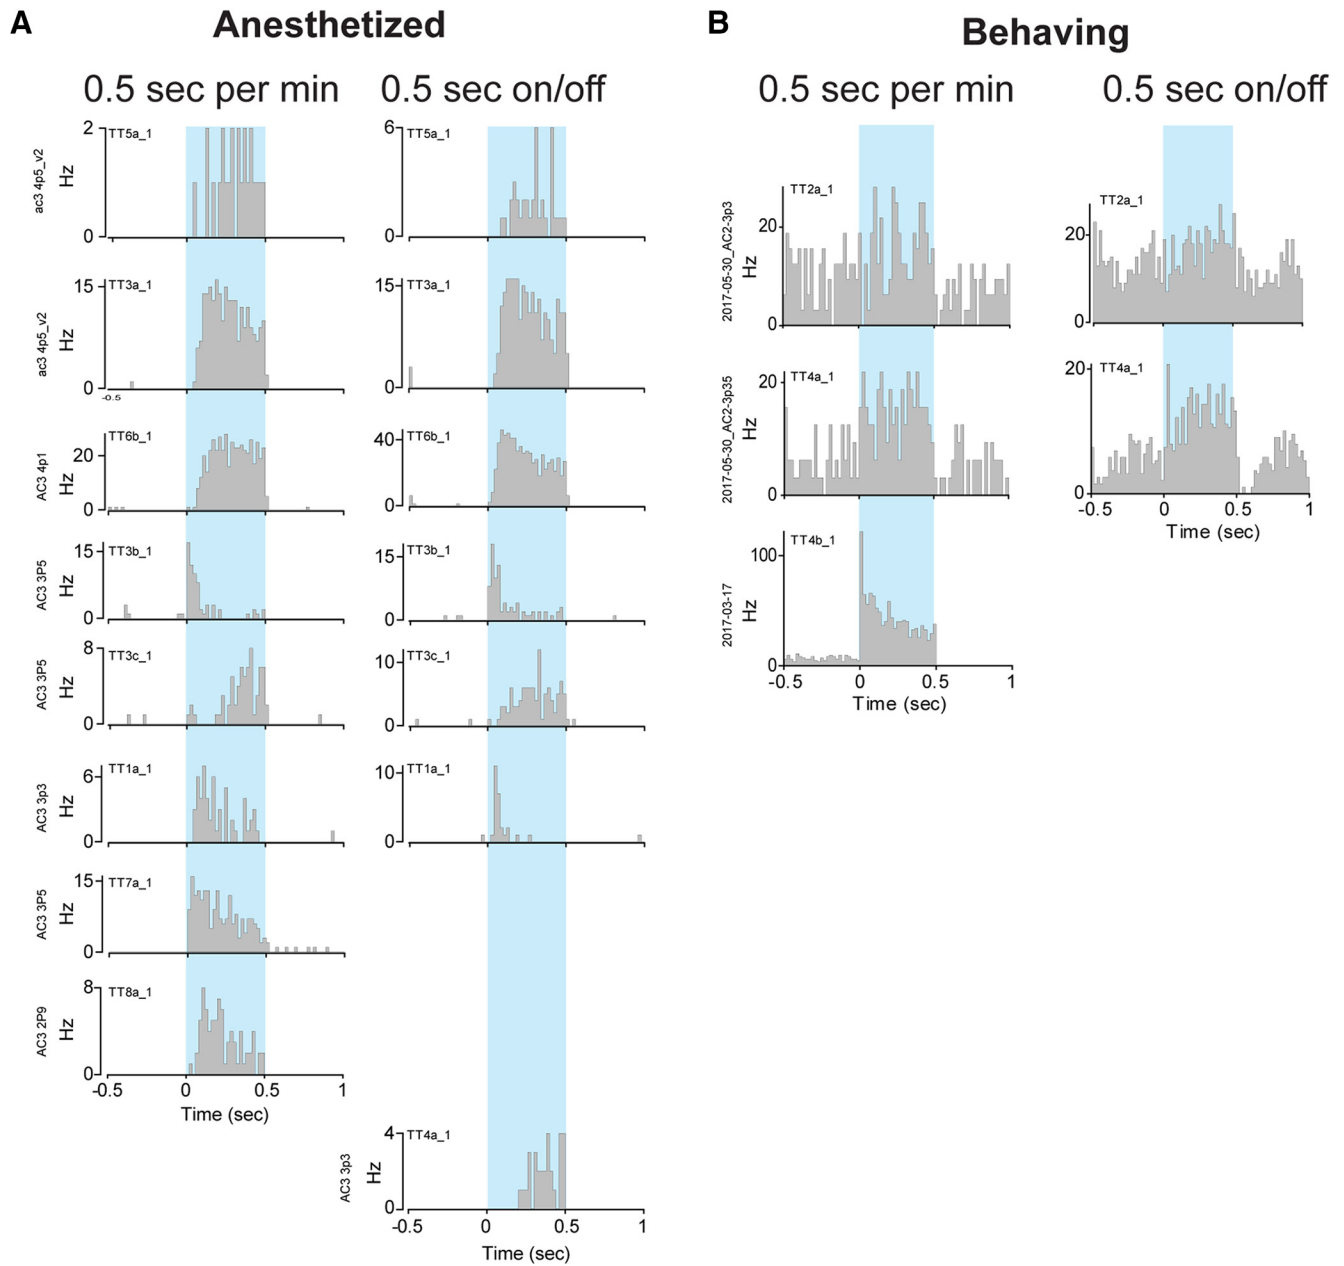 A
Anesthetized
0.5 sec per min
0.5 sec on/off
ac3 4p5_v2
Hz
2
0
TT5a_1
6
0
TT5a_1
ac3 4p5_v2
Hz
15
0
TT3a_1
-0.5
15
0
TT3a_1
AC3 4p1
Hz
20
0
TT6b_1
40
0
TT6b_1
AC3 3P5
Hz
15
0
TT3b_1
15
0
TT3b_1
AC3 3P5
Hz
8
0
TT3c_1
10
0
TT3c_1
AC3 3p3
Hz
6
0
TT1a_1
10
0
TT1a_1
AC3 3P5
Hz
15
0
TT7a_1
AC3 2P9
Hz
8
0
TT8a_1
-0.5 0 0.5 1
Time (sec)
AC3 3p3
Hz
4
0
TT4a_1
-0.5 0 0.5 1
Time (sec)
B
Behaving
0.5 sec per min
0.5 sec on/off
2017-05-30_AC2-3p3
Hz
20
0
TT2a_1
20
0
TT2a_1
2017-05-30_AC2-3p35
Hz
20
0
TT4a_1
20
0
TT4a_1
-0.5 0 0.5 1
Time (sec)
2017-03-17
Hz
100
50
0
TT4b_1
-0.5 0 0.5 1
Time (sec)